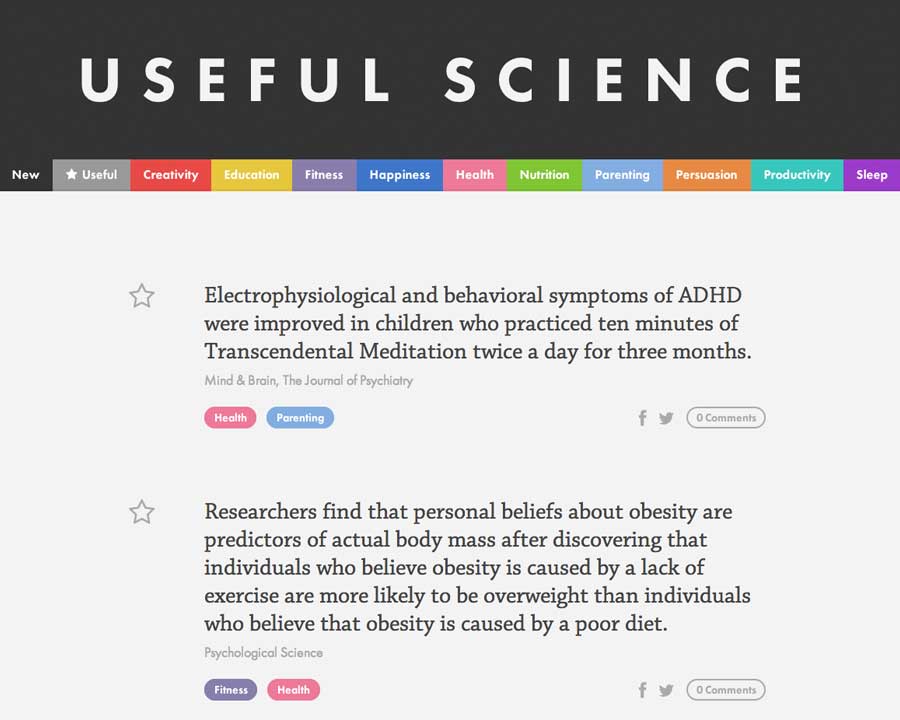 USEFUL SCIENCE
New Useful Creativity Education Fitness Happiness Health Nutrition Parenting Persuasion Productivity Sleep
Electrophysiological and behavioral symptoms of ADHD
were improved in children who practiced ten minutes of
Transcendental Meditation twice a day for three months.
Mind & Brain, The Journal of Psychiatry
Health Parenting 0 Comments
Researchers find that personal beliefs about obesity are
predictors of actual body mass after discovering that
individuals who believe obesity is caused by a lack of
exercise are more likely to be overweight than individuals
who believe that obesity is caused by a poor diet.
Psychological Science
Fitness Health 0 Comments